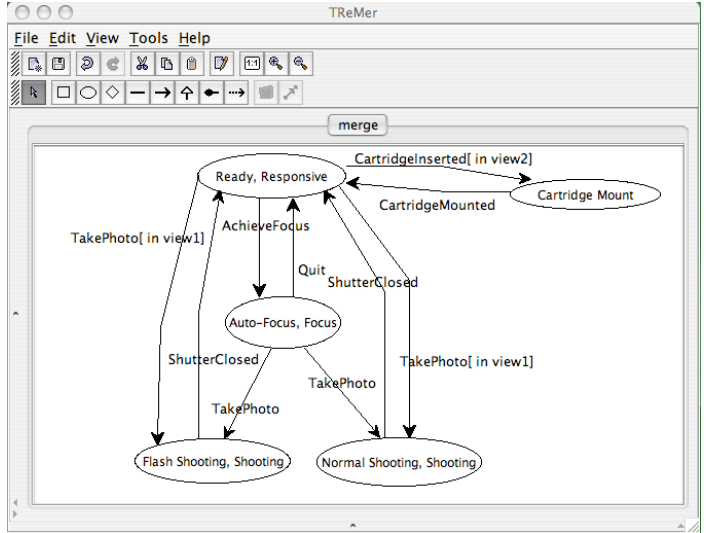 TReMer
File Edit View Tools Help
1:1
merge
CartridgeInserted[ in view2]
Ready, Responsive
Cartridge Mount
CartridgeMounted
AchieveFocus
TakePhoto[ in view1]
Quit
ShutterClosed
Auto-Focus, Focus
ShutterClosed
TakePhoto[ in view1]
TakePhoto
TakePhoto
Flash Shooting, Shooting
Normal Shooting, Shooting